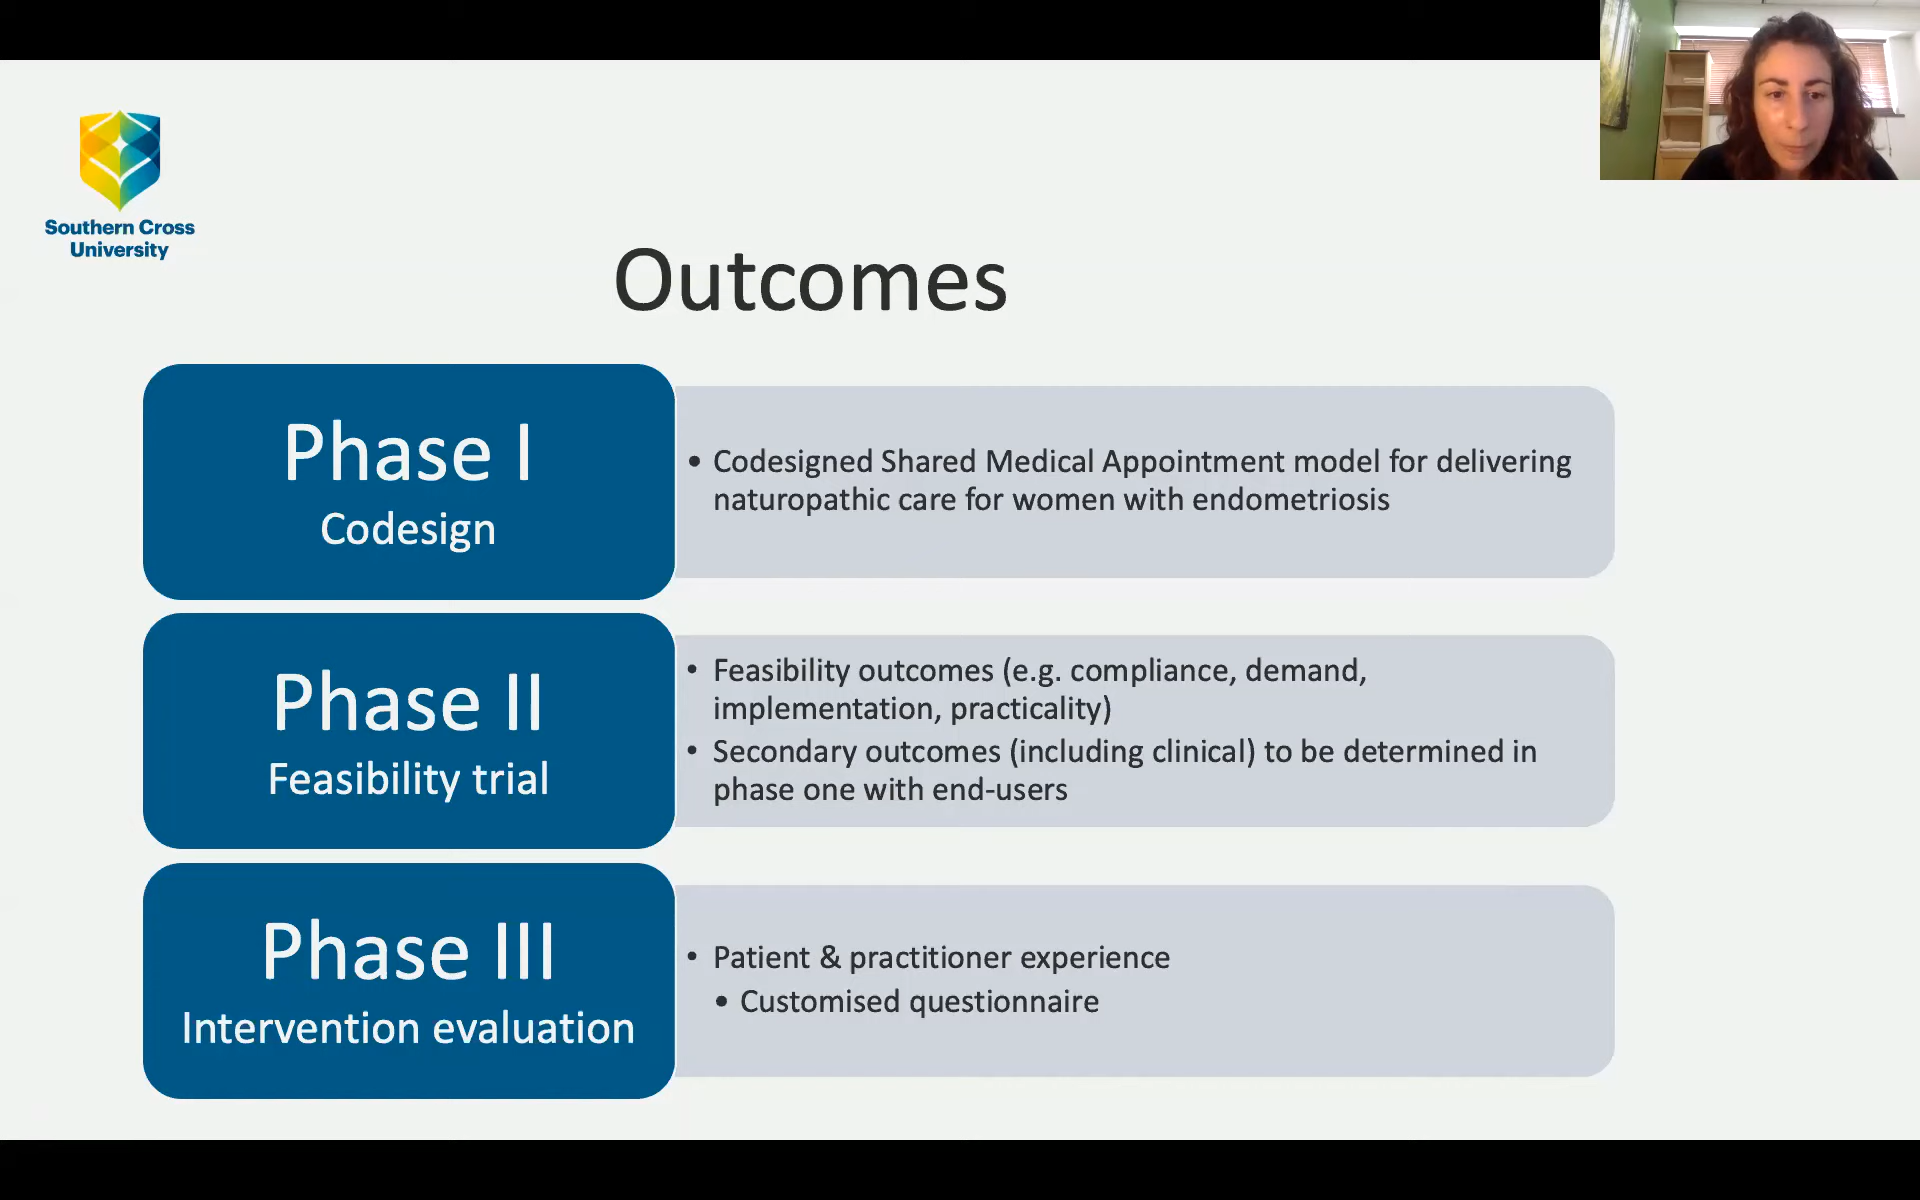 Southern Cross
University
Outcomes
Phase I
Codesign
• Codesigned Shared Medical Appointment model for delivering
naturopathic care for women with endometriosis
Phase II
Feasibility trial
• Feasibility outcomes (e.g. compliance, demand,
implementation, practicality)
• Secondary outcomes (including clinical) to be determined in
phase one with end-users
Phase III
Intervention evaluation
• Patient & practitioner experience
• Customised questionnaire